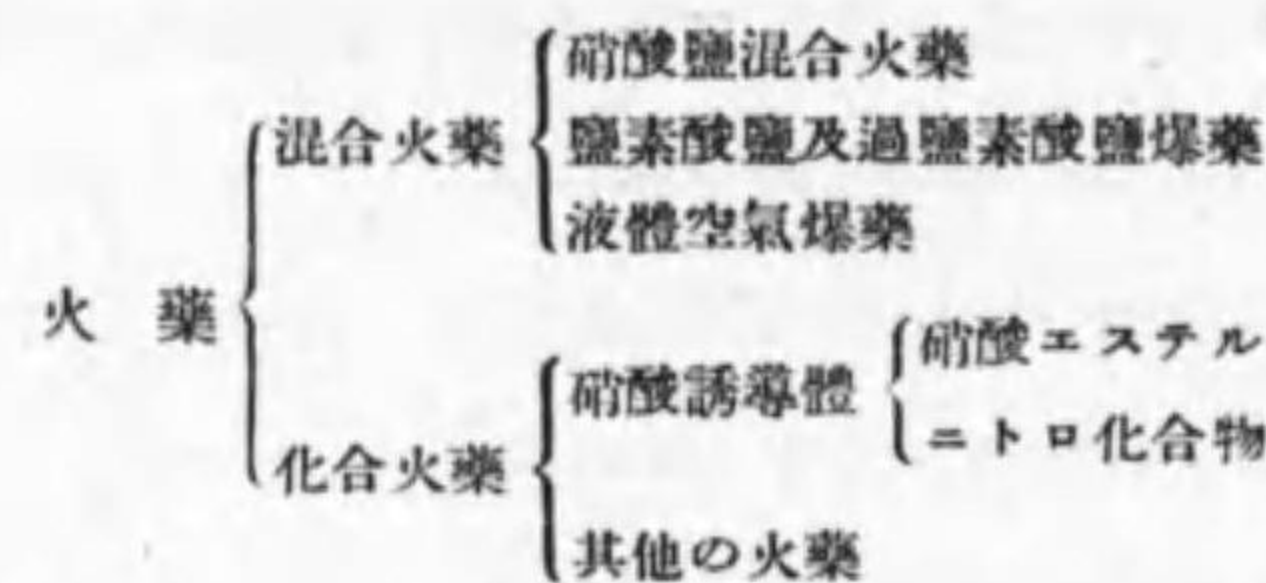 硝酸鹽混合火藥
混合火藥
鹽素酸鹽及過鹽素酸鹽爆藥
液體空氣爆藥
火藥
硝酸エステル
硝酸誘導體
ニトロ化合物
化合火藥
其他の火藥